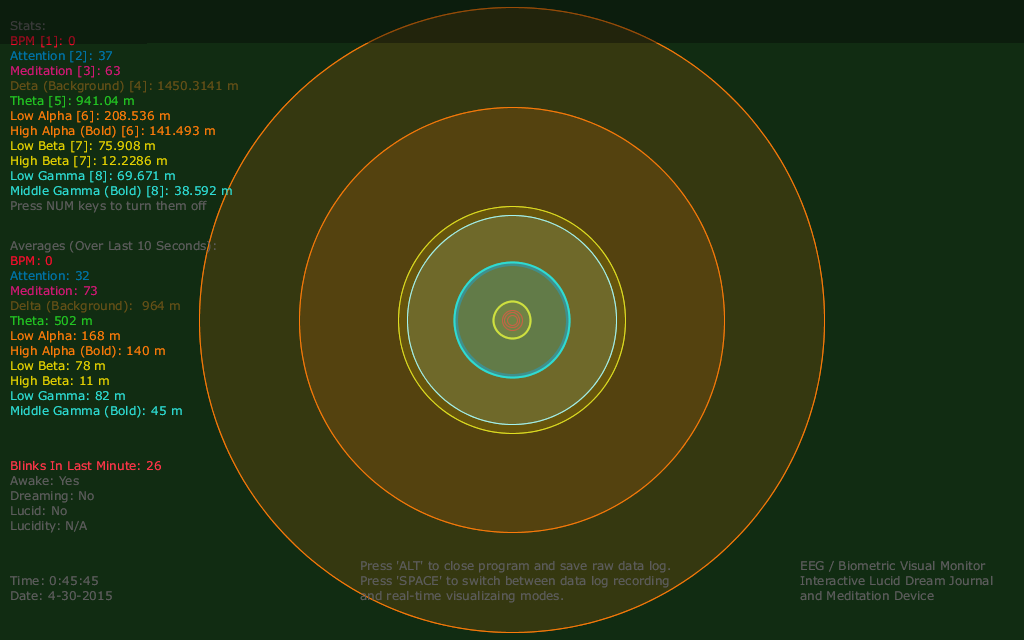 Stats:
BPM [1]: 0
Attention [2]: 37
Meditation [3]: 63
Deta (Background) [4]: 1450.3141 m
Theta [5]: 941.04 m
Low Alpha [6]: 208.536 m
High Alpha (Bold) [6]: 141.493 m
Low Beta [7]: 75.908 m
High Beta [7]: 12.2286 m
Low Gamma [8]: 69.671 m
Middle Gamma (Bold) [8]: 38.592 m
Press NUM keys to turn them off
Averages (Over Last 10 Seconds):
BPM: 0
Attention: 32
Meditation: 73
Delta (Background):  964 m
Theta: 502 m
Low Alpha: 168 m
High Alpha (Bold): 140 m
Low Beta: 78 m
High Beta: 11 m
Low Gamma: 82 m
Middle Gamma (Bold): 45 m
Blinks In Last Minute: 26
Awake: Yes
Dreaming: No
Lucid: No
Lucidity: N/A
Time: 0:45:45
Date: 4-30-2015
Press 'ALT' to close program and save raw data log.
Press 'SPACE' to switch between data log recording
and real-time visualizaing modes.
EEG / Biometric Visual Monitor
Interactive Lucid Dream Journal
and Meditation Device